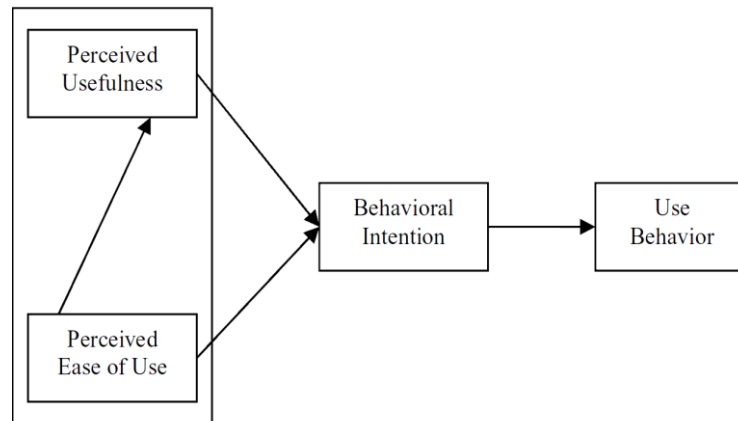 Perceived
Usefulness
Behavioral
Intention
Use
Behavior
Perceived
Ease of Use